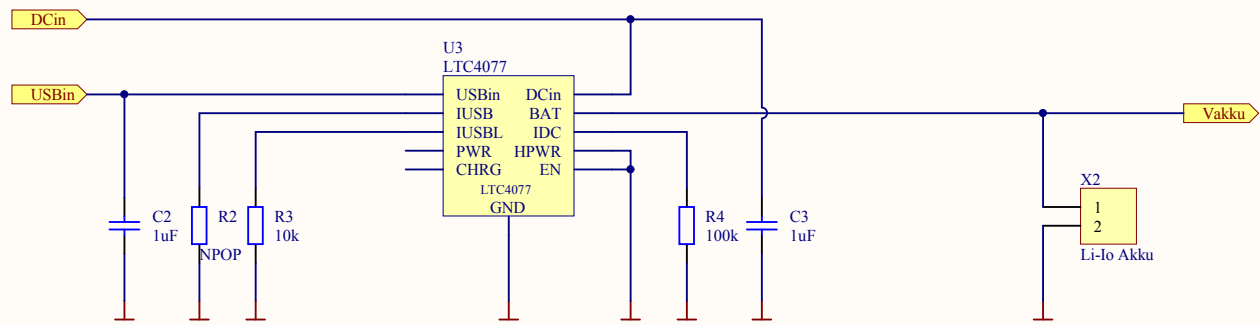 DCin
U3
LTC4077
USBin
USBin DCin
IUSB BAT
Vakku
IUSBL IDC
PWR HPWR
CHRG EN
LTC4077
GND
X2
1
2
Li-Io Akku
C2
1uF
R2
NPOP
R3
10k
R4
100k
C3
1uF